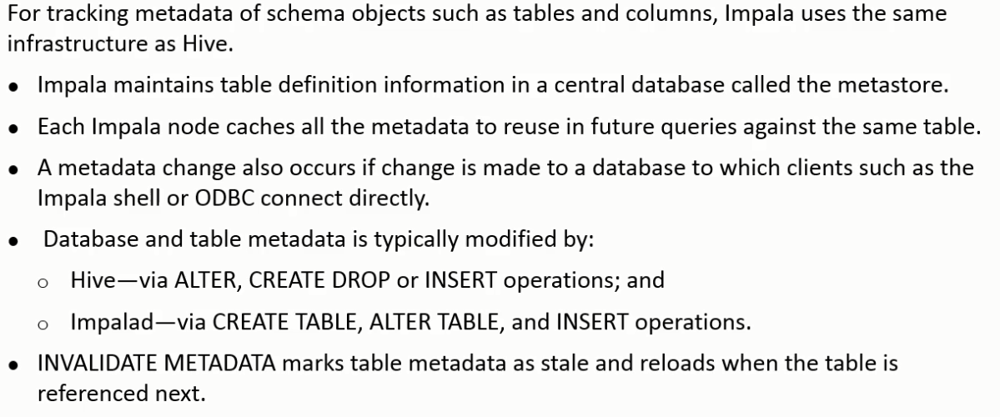 For tracking metadata of schema objects such as tables and columns, Impala uses the same
infrastructure as Hive.
● Impala maintains table definition information in a central database called the metastore.
● Each Impala node caches all the metadata to reuse in future queries against the same table.
● A metadata change also occurs if change is made to a database to which clients such as the
Impala shell or ODBC connect directly.
● Database and table metadata is typically modified by:
○ Hive—via ALTER, CREATE DROP or INSERT operations; and
○ Impalad—via CREATE TABLE, ALTER TABLE, and INSERT operations.
● INVALIDATE METADATA marks table metadata as stale and reloads when the table is
referenced next.